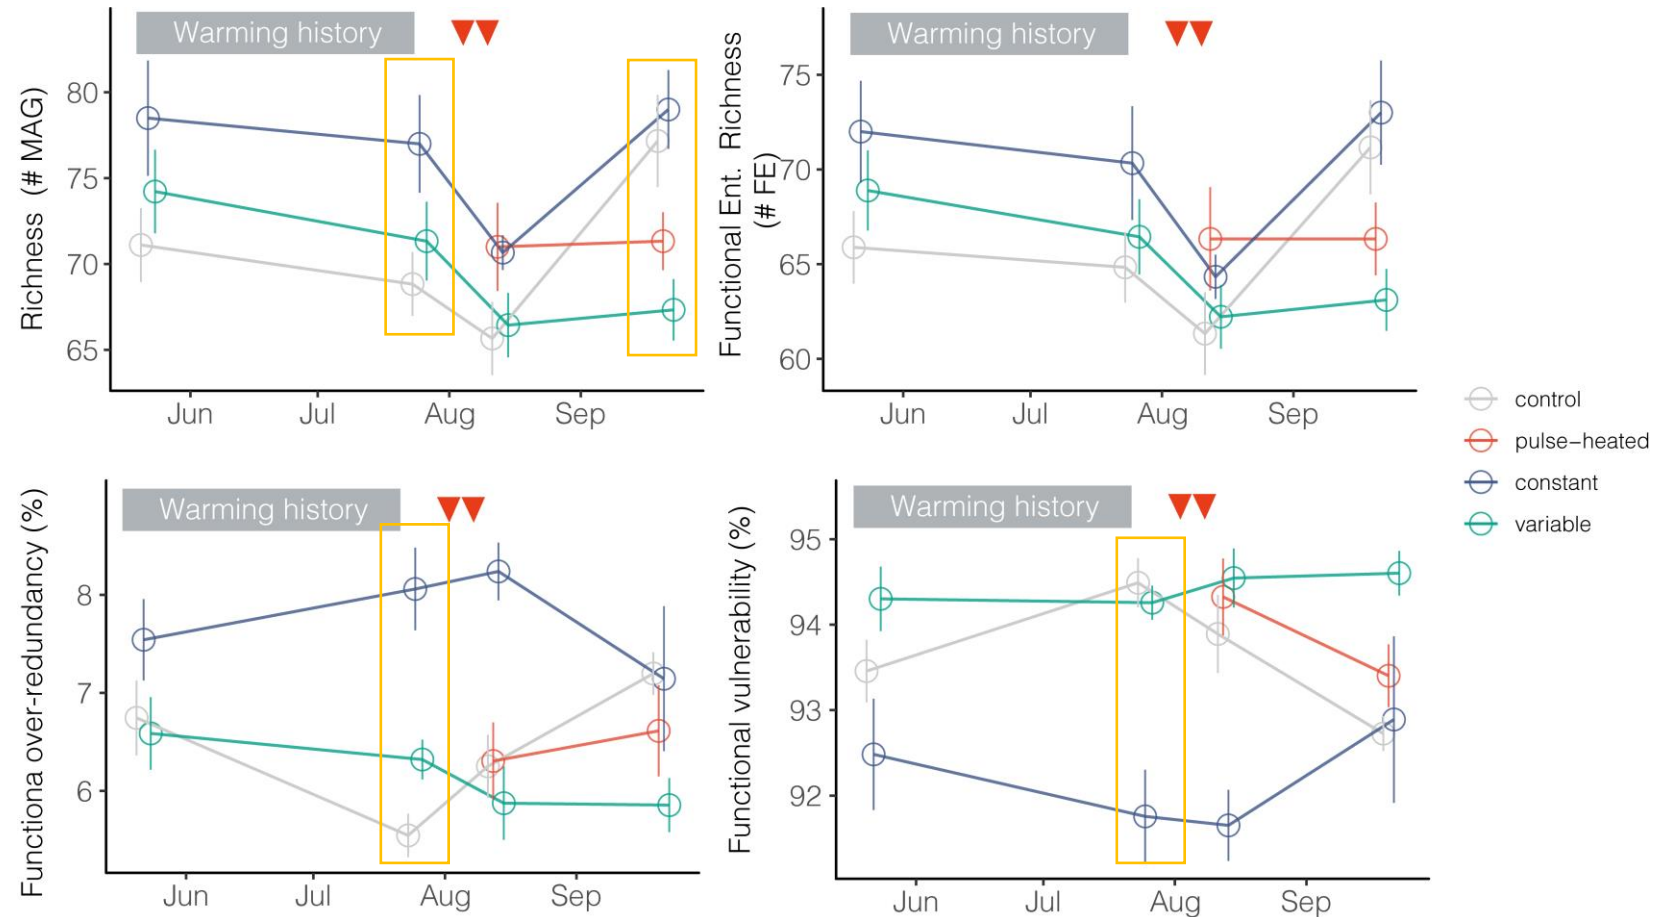 Warming history
Richness (# MAG)
80
75
70
65
Jun Jul Aug Sep
Warming history
Functional Ent. Richness
(# FE)
75
70
65
60
Jun Jul Aug Sep
control
pulse-heated
constant
variable
Warming history
Functiona over-redundancy (%)
8
7
6
Jun Jul Aug Sep
Warming history
Functional vulnerability (%)
95
94
93
92
Jun Jul Aug Sep